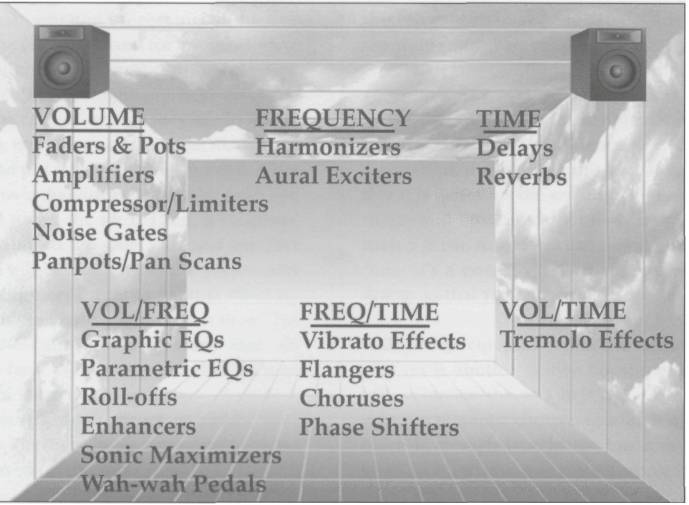 VOLUME
Faders & Pots
Amplifiers
Compressor/Limiters
Noise Gates
Panpots/Pan Scans
FREQUENCY
Harmonizers
Aural Exciters
TIME
Delays
Reverbs
VOL/FREQ
Graphic EQs
Parametric EQs
Roll-offs
Enhancers
Sonic Maximizers
Wah-wah Pedals
FREQ/TIME
Vibrato Effects
Flangers
Choruses
Phase Shifters
VOL/TIME
Tremolo Effects